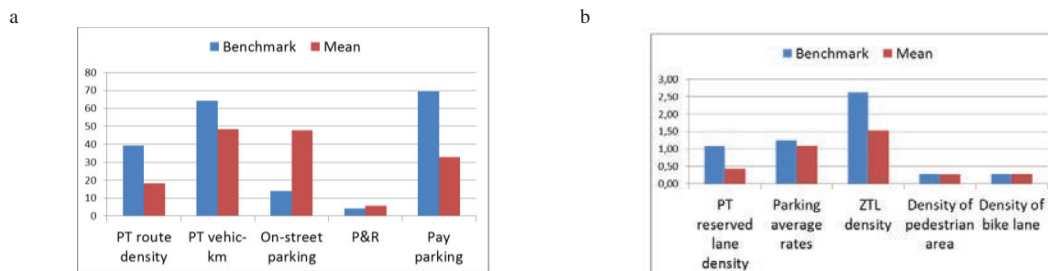 a
Benchmark Mean
80
70
60
50
40
30
20
10
0
PT route density
PT vehic-km
On-street parking
P&R
Pay parking
b
Benchmark Mean
3,00
2,50
2,00
1,50
1,00
0,50
0,00
PT reserved lane density
Parking average rates
ZTL density
Density of pedestrian area
Density of bike lane